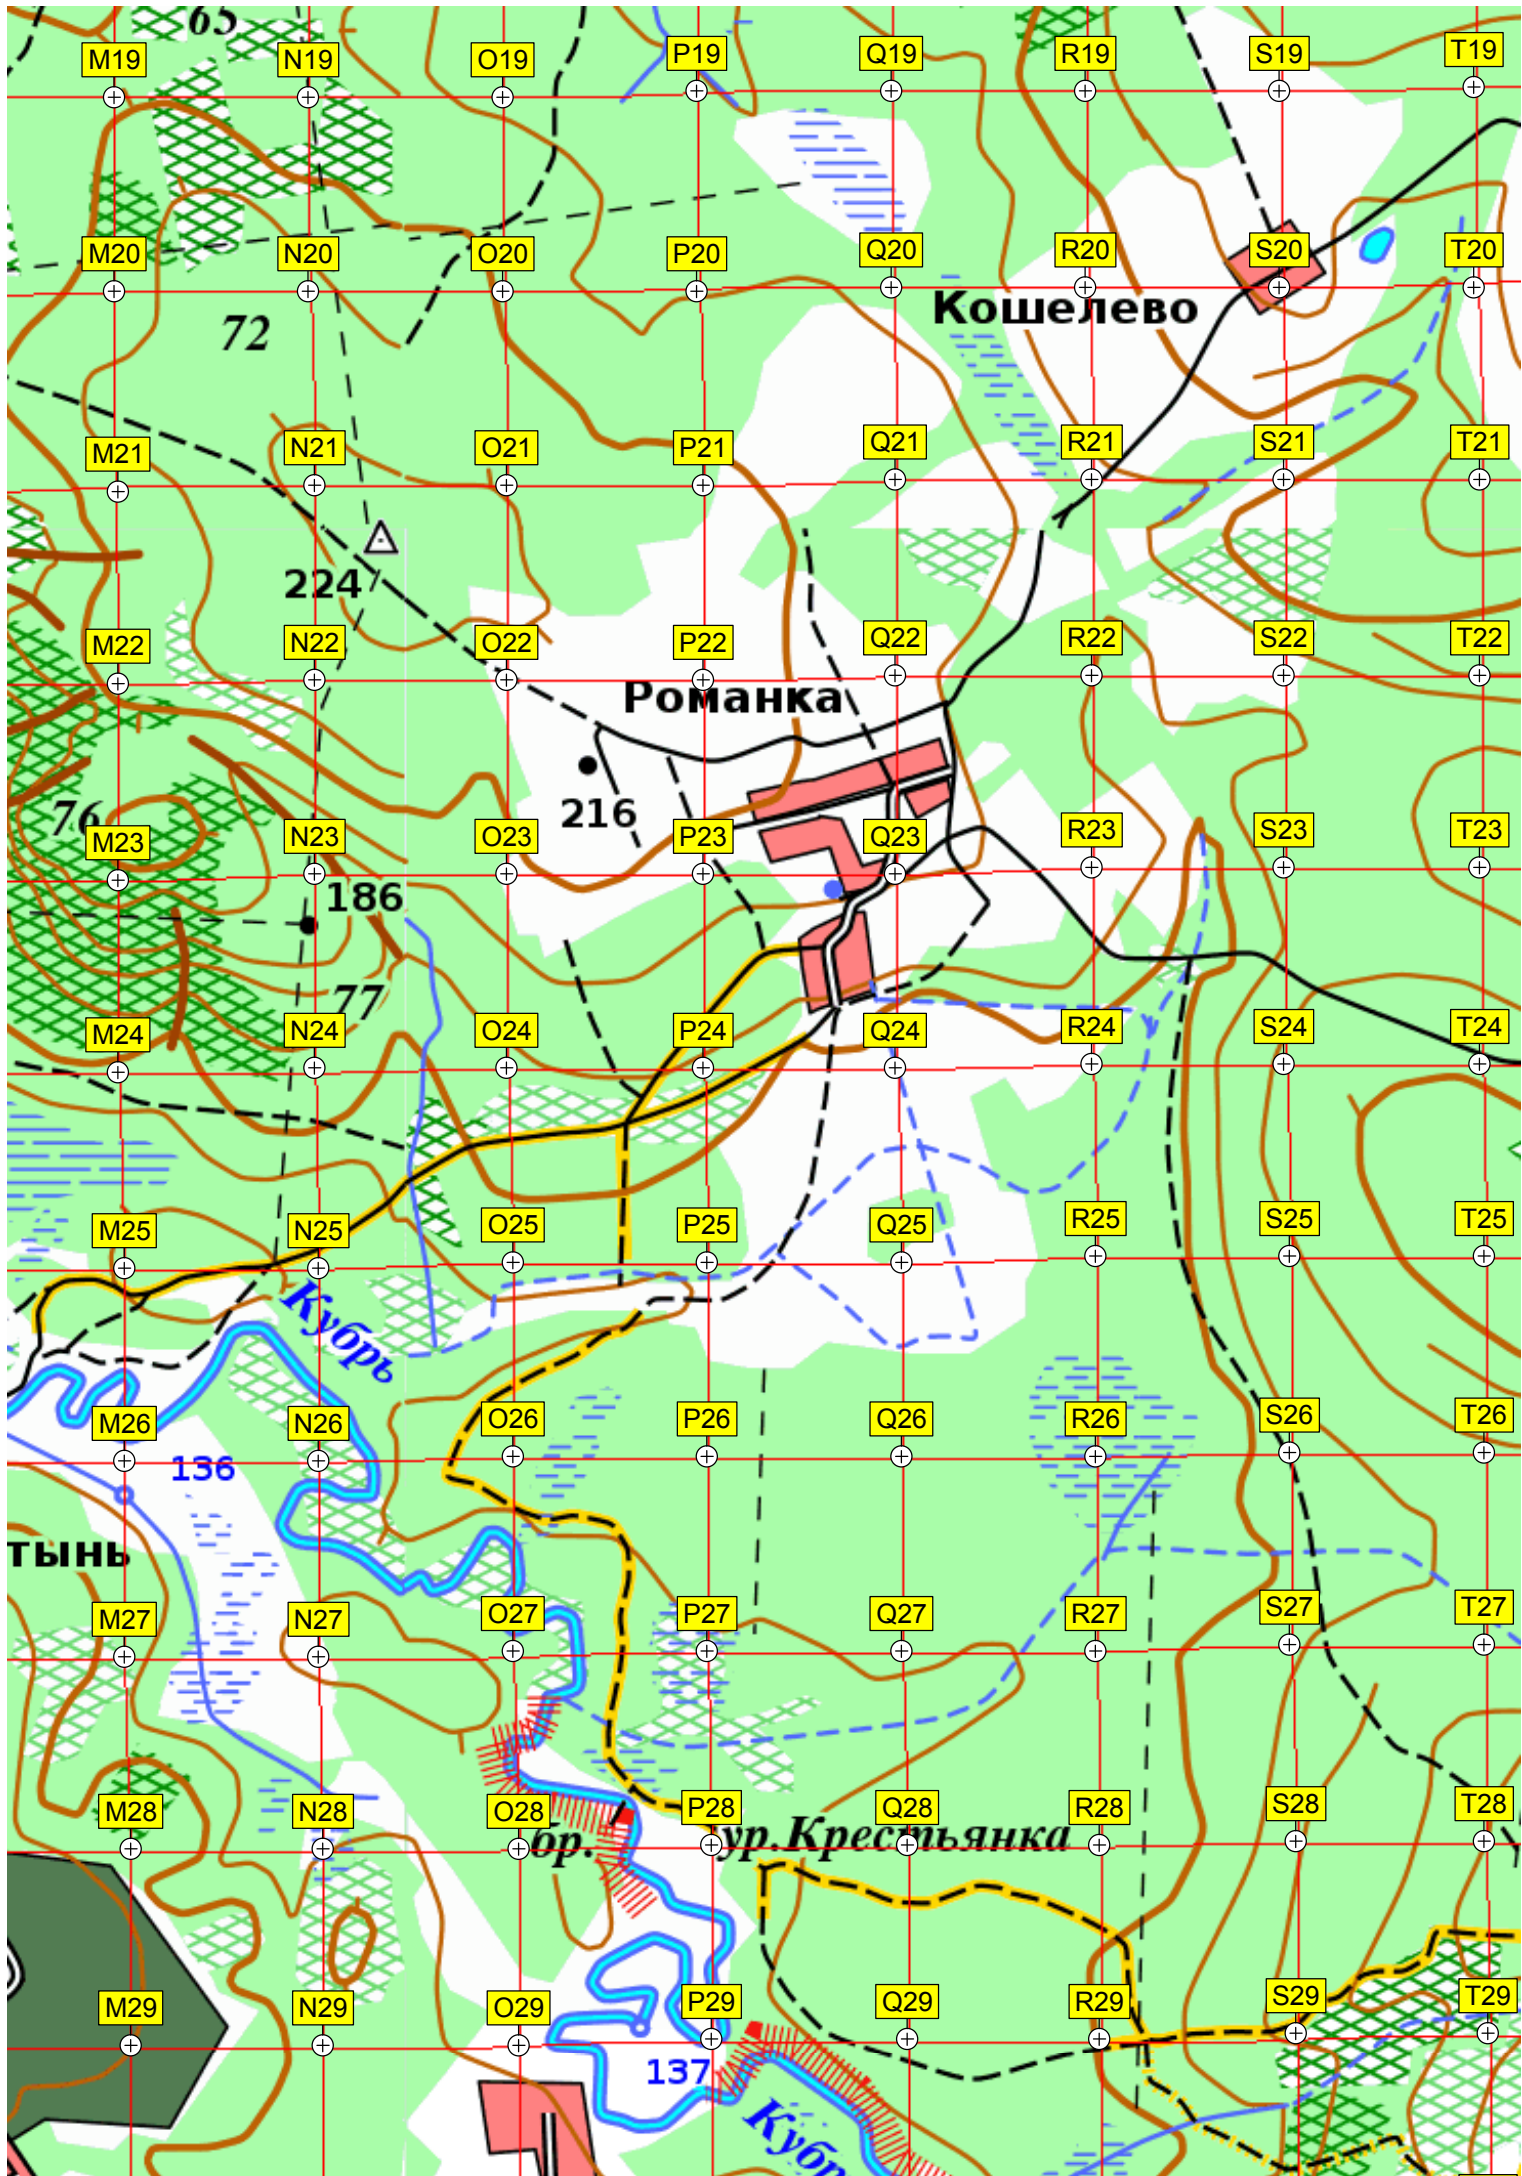 65
M19 N19 O19 P19 Q19 R19 S19 T19
M20 N20 O20 P20 Q20 R20 S20 T20
72
Кошелево
M21 N21 O21 P21 Q21 R21 S21 T21
224
M22 N22 O22 P22 Q22 R22 S22 T22
Романка
216
76
M23 N23 O23 P23 Q23 R23 S23 T23
186
77
M24 N24 O24 P24 Q24 R24 S24 T24
M25 N25 O25 P25 Q25 R25 S25 T25
Кубрь
M26 N26 O26 P26 Q26 R26 S26 T26
136
тынь
M27 N27 O27 P27 Q27 R27 S27 T27
M28 N28 O28 P28 Q28 R28 S28 T28
бр.
ур.Крестьянка
M29 N29 O29 P29 Q29 R29 S29 T29
137
Кубр